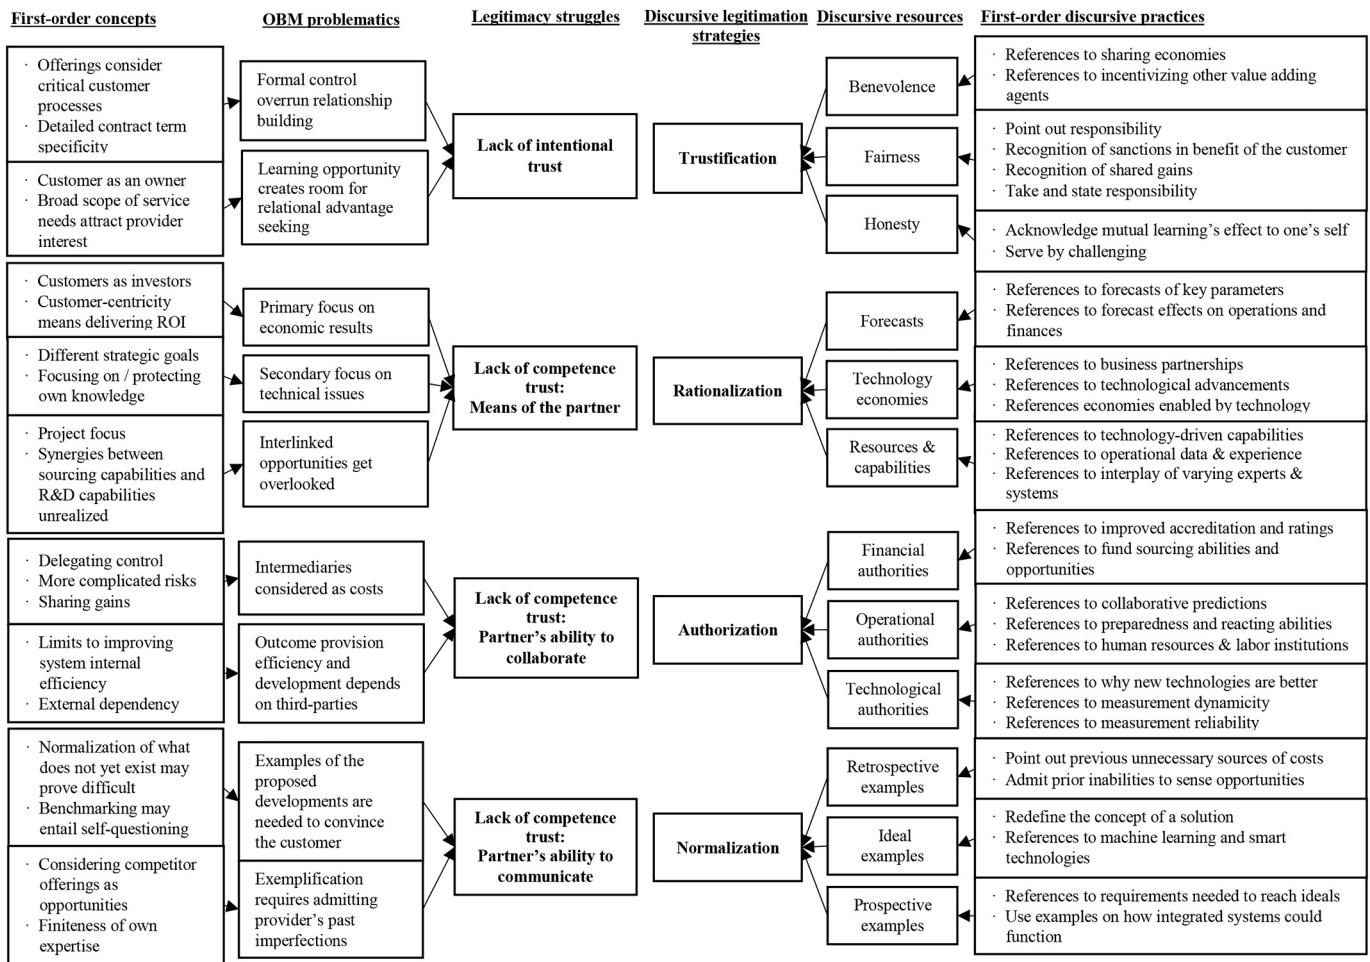 First-order concepts
OBM problematics
Legitimacy struggles
Discursive legitimation
strategies
Discursive resources
First-order discursive practices
· Offerings consider
critical customer
processes
· Detailed contract term
specificity
· Customer as an owner
· Broad scope of service
needs attract provider
interest
Formal control
overrun relationship
building
Learning opportunity
creates room for
relational advantage
seeking
Lack of intentional
trust
Trustification
Benevolence
Fairness
Honesty
· References to sharing economies
· References to incentivizing other value adding
agents
· Point out responsibility
· Recognition of sanctions in benefit of the customer
· Recognition of shared gains
· Take and state responsibility
· Acknowledge mutual learning’s effect to one’s self
· Serve by challenging
· Customers as investors
· Customer-centricity
means delivering ROI
· Different strategic goals
· Focusing on / protecting
own knowledge
· Project focus
· Synergies between
sourcing capabilities and
R&D capabilities
unrealized
Primary focus on
economic results
Secondary focus on
technical issues
Interlinked
opportunities get
overlooked
Lack of competence
trust:
Means of the partner
Rationalization
Forecasts
Technology
economies
Resources &
capabilities
· References to forecasts of key parameters
· References to forecast effects on operations and
finances
· References to business partnerships
· References to technological advancements
· References economies enabled by technology
· References to technology-driven capabilities
· References to operational data & experience
· References to interplay of varying experts &
systems
· Delegating control
· More complicated risks
· Sharing gains
· Limits to improving
system internal
efficiency
· External dependency
Intermediaries
considered as costs
Outcome provision
efficiency and
development depends
on third-parties
Lack of competence
trust:
Partner’s ability to
collaborate
Authorization
Financial
authorities
Operational
authorities
Technological
authorities
· References to improved accreditation and ratings
· References to fund sourcing abilities and
opportunities
· References to collaborative predictions
· References to preparedness and reacting abilities
· References to human resources & labor institutions
· References to why new technologies are better
· References to measurement dynamicity
· References to measurement reliability
· Normalization of what
does not yet exist may
prove difficult
· Benchmarking may
entail self-questioning
· Considering competitor
offerings as
opportunities
· Finiteness of own
expertise
Examples of the
proposed
developments are
needed to convince
the customer
Exemplification
requires admitting
provider’s past
imperfections
Lack of competence
trust:
Partner’s ability to
communicate
Normalization
Retrospective
examples
Ideal
examples
Prospective
examples
· Point out previous unnecessary sources of costs
· Admit prior inabilities to sense opportunities
· Redefine the concept of a solution
· References to machine learning and smart
technologies
· References to requirements needed to reach ideals
· Use examples on how integrated systems could
function